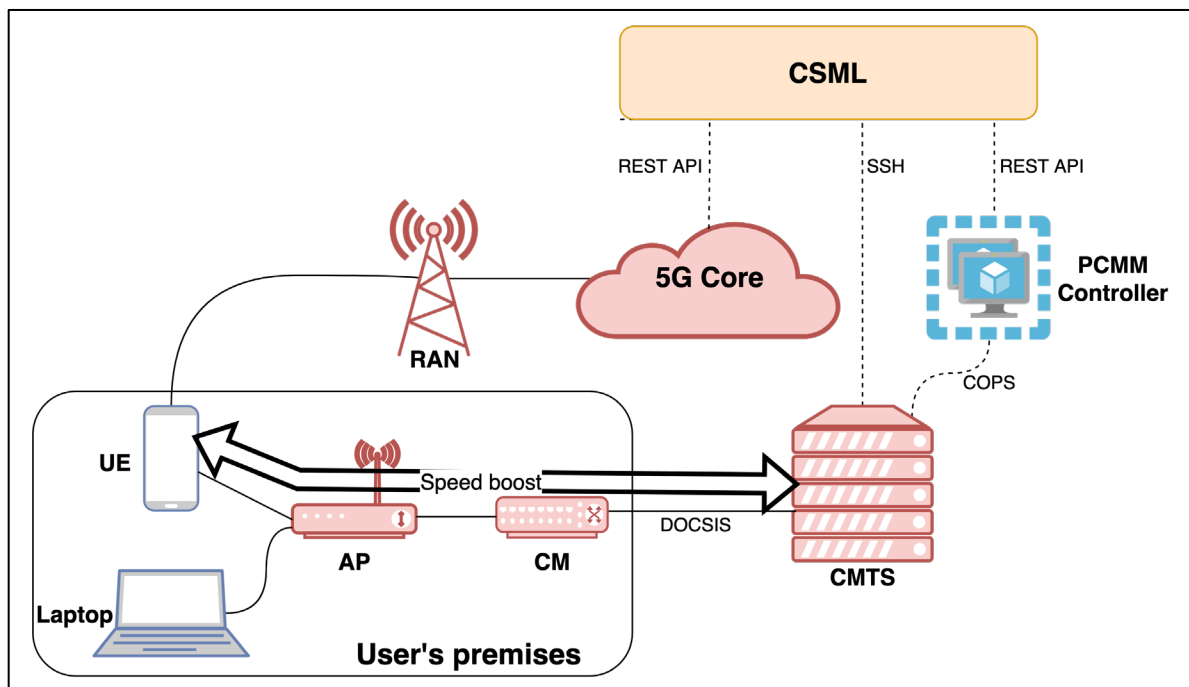 CSML
REST API
SSH
REST API
5G Core
PCMM
Controller
RAN
COPS
UE
Speed boost
AP
CM
DOCSIS
CMTS
Laptop
User's premises